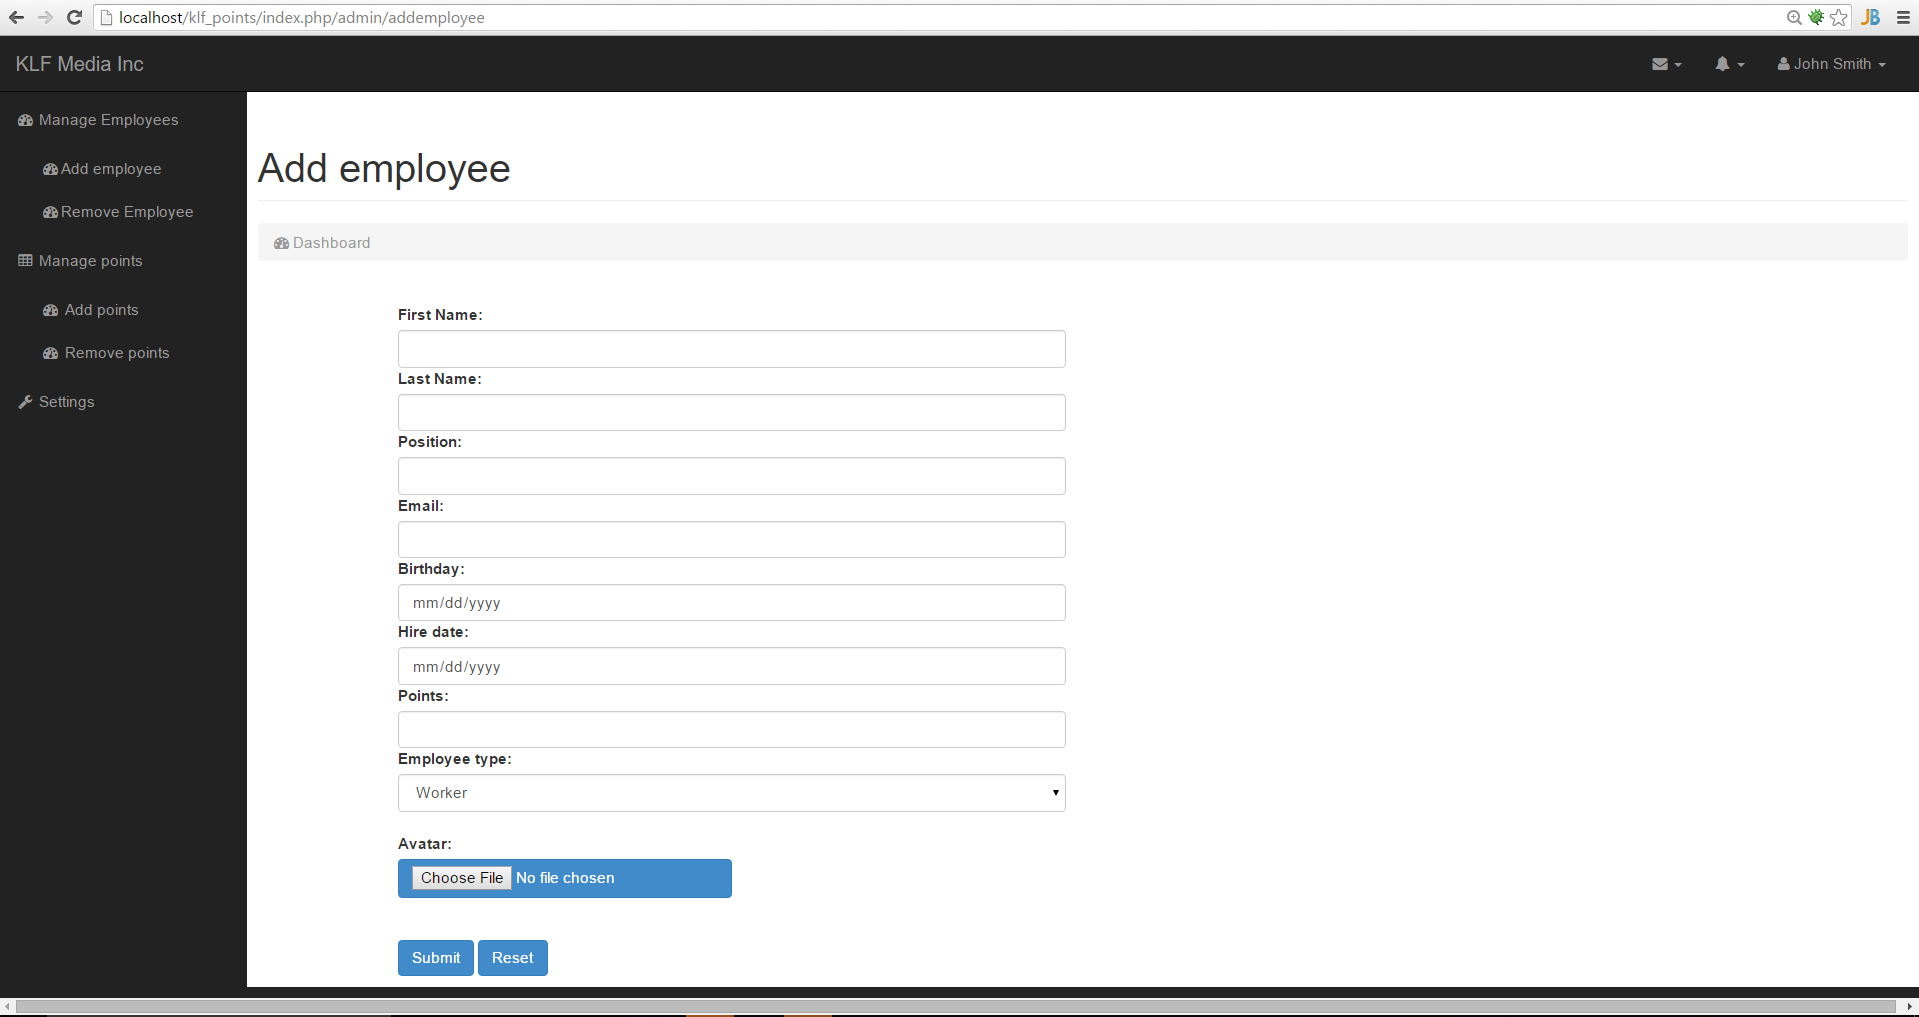 localhost/klf_points/index.php/admin/addemployee
JB
KLF Media Inc
John Smith
Manage Employees
Add employee
Remove Employee
Manage points
Add points
Remove points
Settings
Add employee
Dashboard
First Name:
Last Name:
Position:
Email:
Birthday:
mm/dd/yyyy
Hire date:
mm/dd/yyyy
Points:
Employee type:
Worker
Avatar:
Choose File No file chosen
Submit Reset